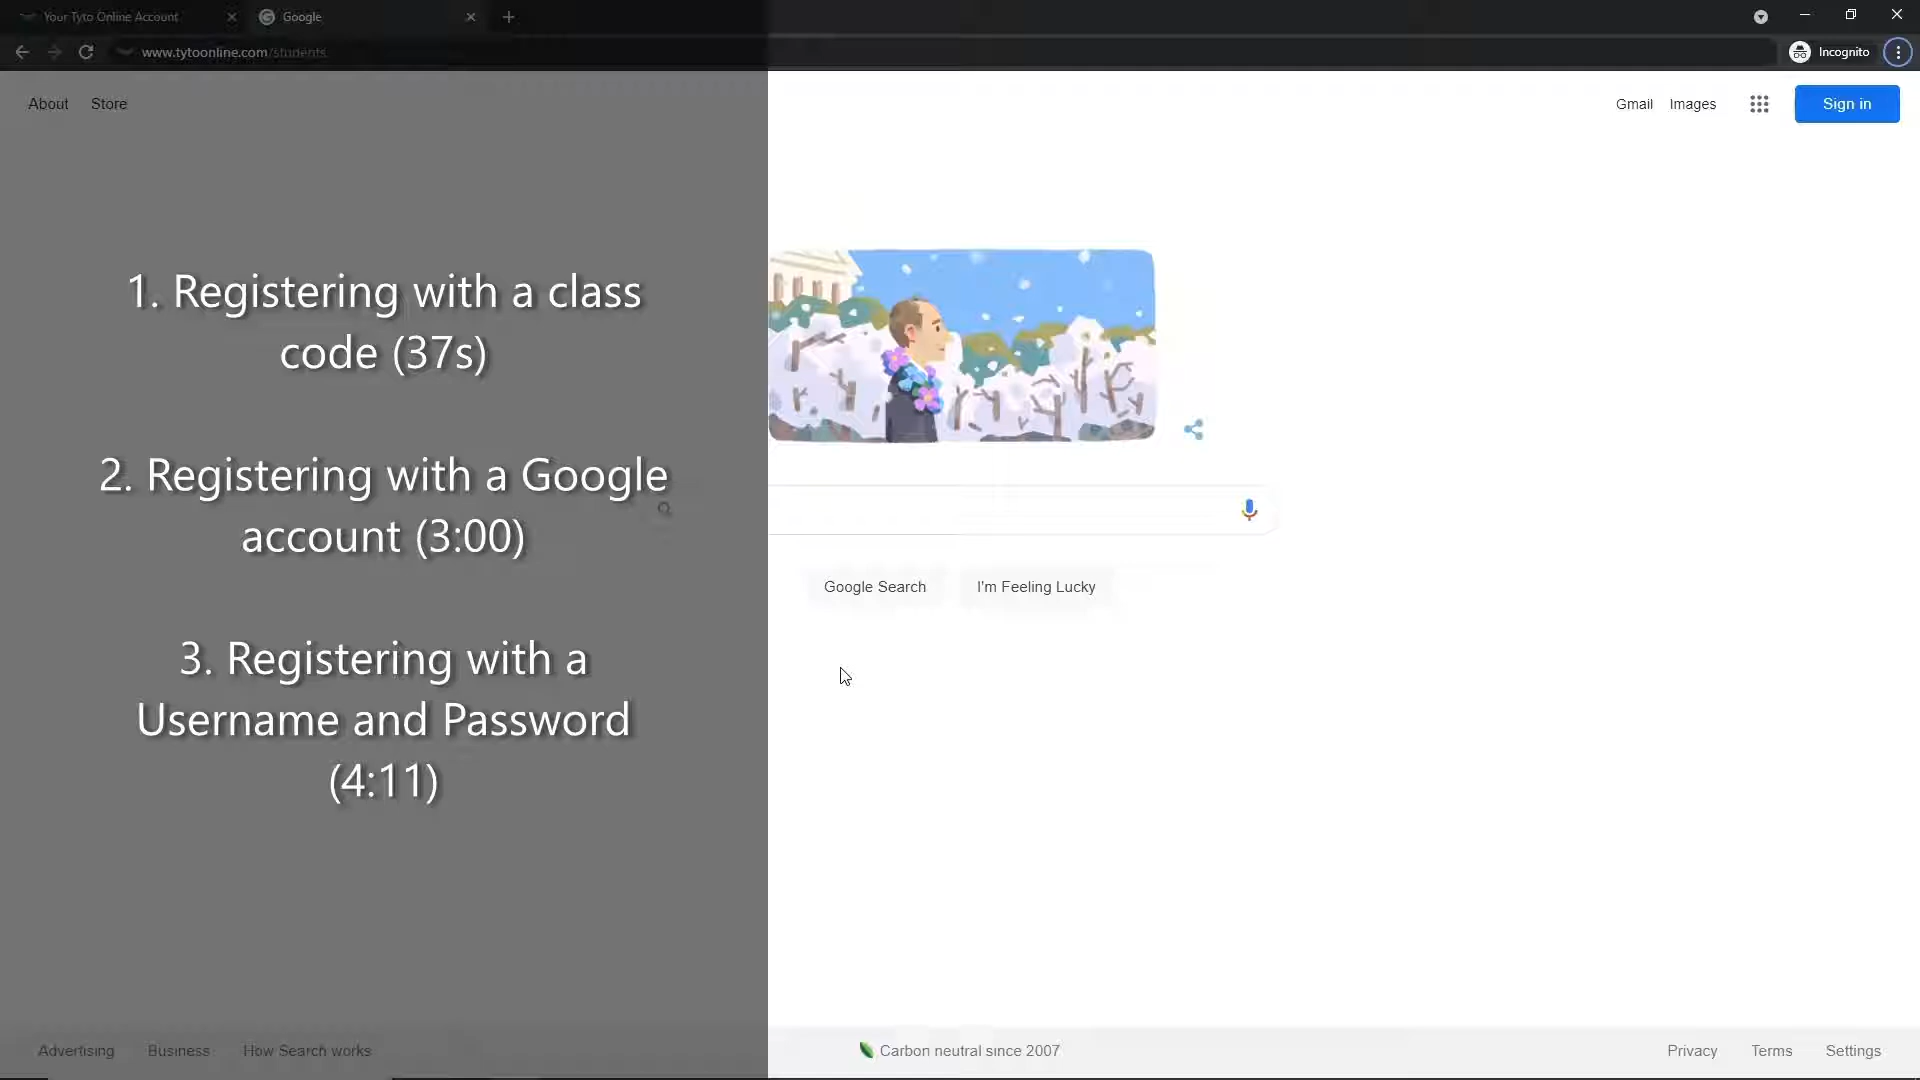 Your Tyto Online Account
Google
www.tytoonline.com/students
Incognito
About Store
Gmail Images Sign in
1. Registering with a class
code (37s)
2. Registering with a Google
account (3:00)
3. Registering with a
Username and Password
(4:11)
Google Search I'm Feeling Lucky
Advertising Business How Search works
Carbon neutral since 2007
Privacy Terms Settings